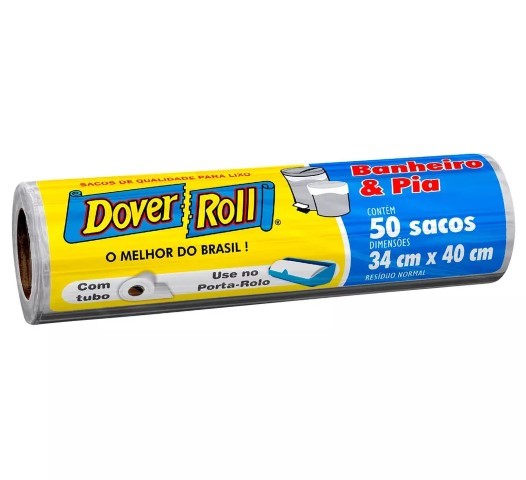 SACOS DE QUALIDADE PARA LIXO
Dover Roll ®
O MELHOR DO BRASIL !
Com
tubo
Use no
Porta-Rolo
Banheiro
& Pia
CONTÉM
50 sacos
DIMENSÕES
34 cm x 40 cm
RESÍDUO NORMAL